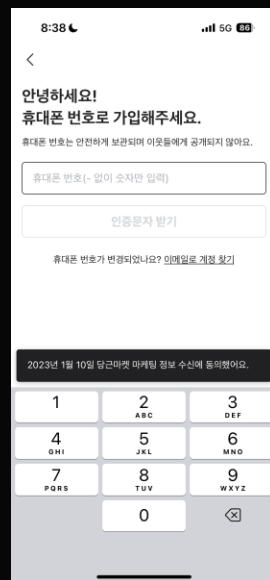 8:38
5G 86
안녕하세요!
휴대폰 번호로 가입해주세요.
휴대폰 번호는 안전하게 보관되며 이웃들에게 공개되지 않아요.
휴대폰 번호(- 없이 숫자만 입력)
인증문자 받기
휴대폰 번호가 변경되었나요? 이메일로 계정 찾기
2023년 1월 10일 당근마켓 마케팅 정보 수신에 동의했어요.
1 2 3
ABC DEF
4 5 6
GHI JKL MNO
7 8 9
PQRS TUV WXYZ
0